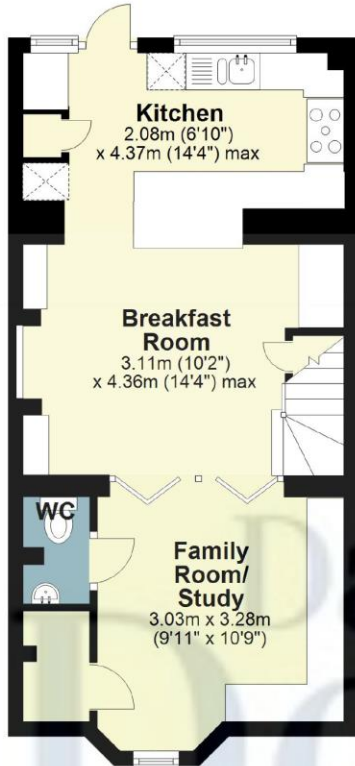 Kitchen
2.08m (6'10")
x 4.37m (14'4") max
Breakfast
Room
3.11m (10'2")
x 4.36m (14'4") max
WC
Family
Room/
Study
3.03m x 3.28m
(9'11" x 10'9")